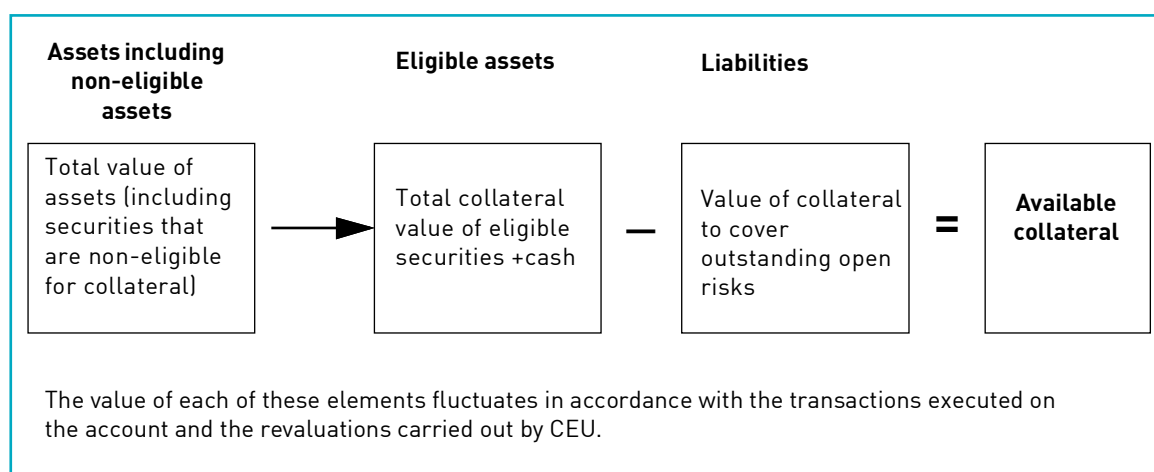 Assets including
non-eligible
assets
Eligible assets
Liabilities
Total value of
assets (including
securities that
are non-eligible
for collateral)
Total collateral
value of eligible
securities +cash
—
Value of collateral
to cover
outstanding open
risks
=
Available
collateral
The value of each of these elements fluctuates in accordance with the transactions executed on
the account and the revaluations carried out by CEU.